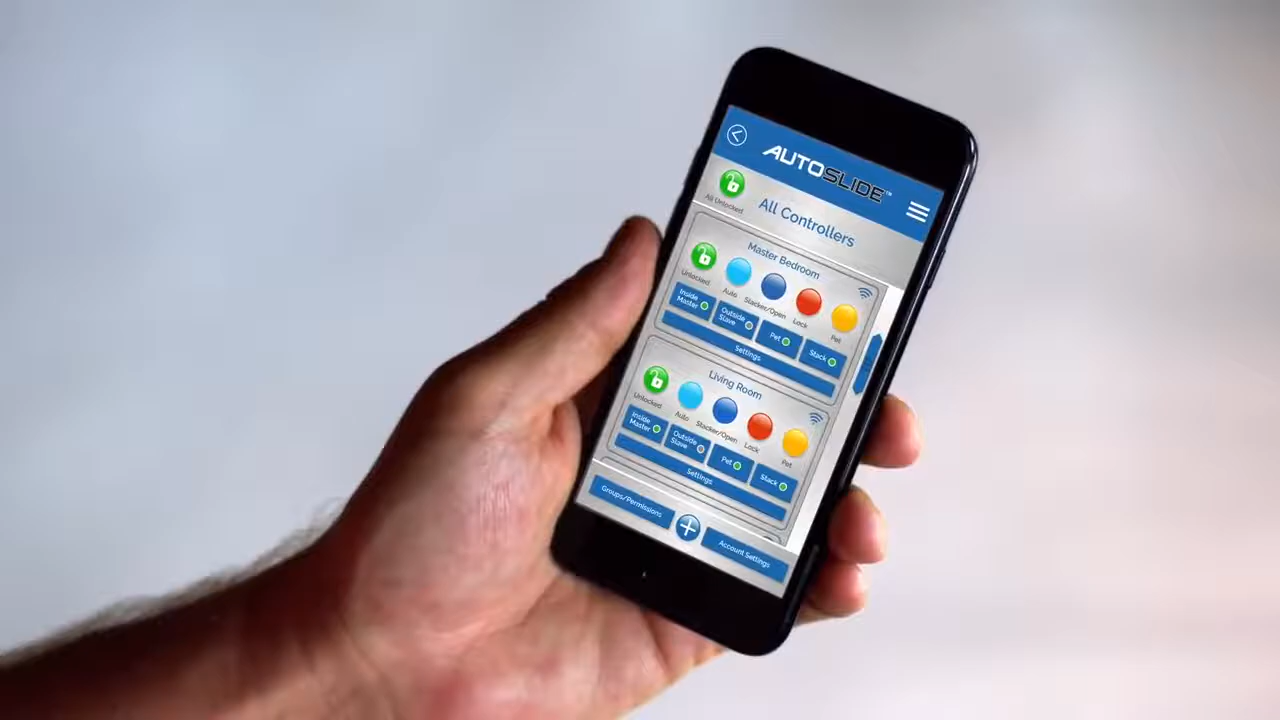 AUTOSLIDE™
All Unlocked
All Controllers
Master Bedroom
Unlocked
Auto
Stacker/Open
Lock
Pet
Inside
Master
Outside
Slave
Pet
Stack
Settings
Living Room
Unlocked
Auto
Stacker/Open
Lock
Pet
Inside
Master
Outside
Slave
Pet
Stack
Settings
Groups/Permissions
Account Settings